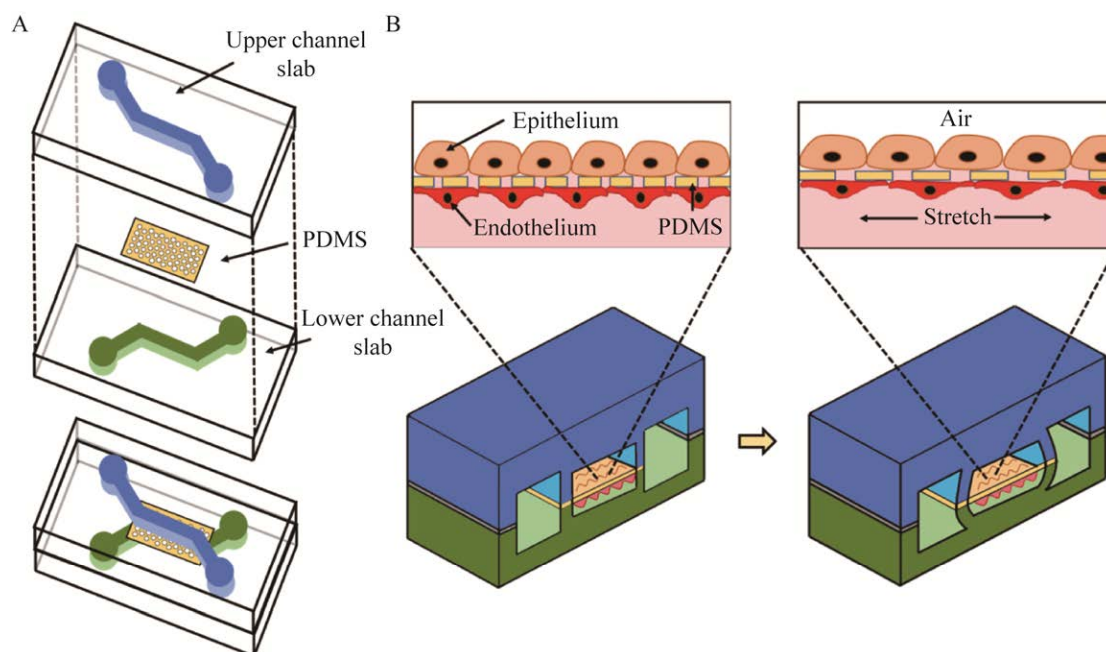 A
Upper channel
slab
PDMS
Lower channel
slab
B
Epithelium
Endothelium
PDMS
Air
Stretch